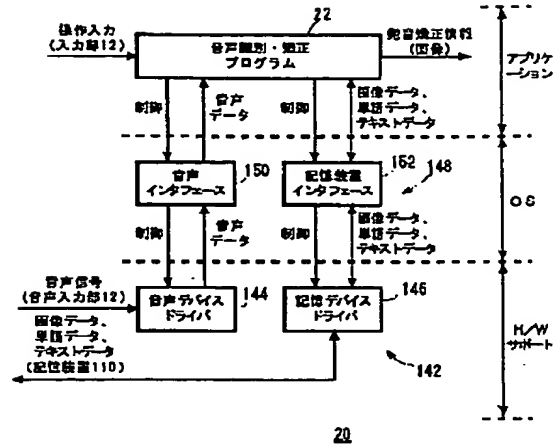 22
操作入力
(入力部12)
音声識別・矯正
プログラム
発音矯正情報
(画像)
アプリケ
ーション
制御
音声
データ
制御
画像データ、
単語データ、
テキストデータ
音声
インタフェース
150
記憶装置
インタフェース
152
148
OS
制御
音声
データ
制御
画像データ、
単語データ、
テキストデータ
音声信号
(音声入力部12)
音声デバイス
ドライバ
144
記憶デバイス
ドライバ
146
画像データ、
単語データ、
テキストデータ
(記憶装置110)
142
H/W
サポート
20